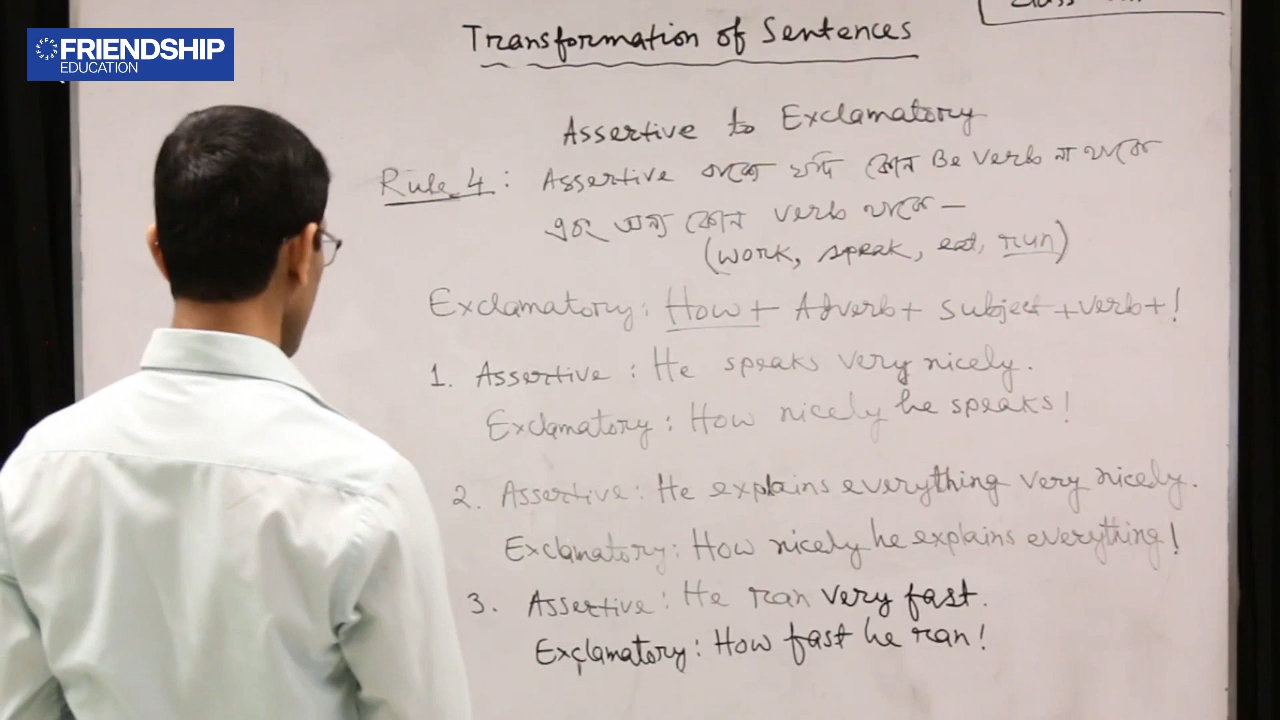 FRIENDSHIP
EDUCATION
Transformation of Sentences
Assertive to Exclamatory
Rule 4: Assertive এতে যদি কোন Be Verb না থাকে
এবং অন্য কোন verb থাকে –
(work, speak, eat, run)
Exclamatory: How + Adverb + Subject + verb + !
1. Assertive: He speaks very nicely.
Exclamatory: How nicely he speaks!
2. Assertive: He explains everything very nicely.
Exclamatory: How nicely he explains everything!
3. Assertive: He ran very fast.
Exclamatory: How fast he ran!